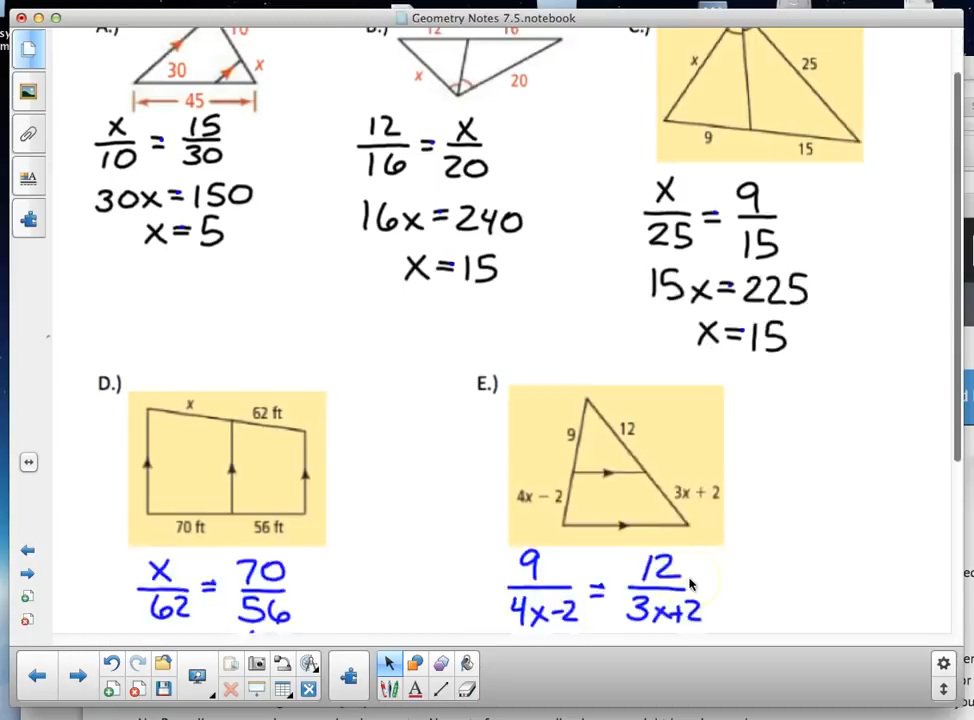 Geometry Notes 7.5.notebook
10
30
x
45
x/10 = 15/30
30x=150
x=5
12
16
x
20
12/16 = x/20
16x=240
x=15
x
25
9
15
x/25 = 9/15
15x=225
x=15
D.)
x
62 ft
70 ft
56 ft
x/62 = 70/56
E.)
9
12
4x − 2
3x + 2
9/4x-2 = 12/3x+2